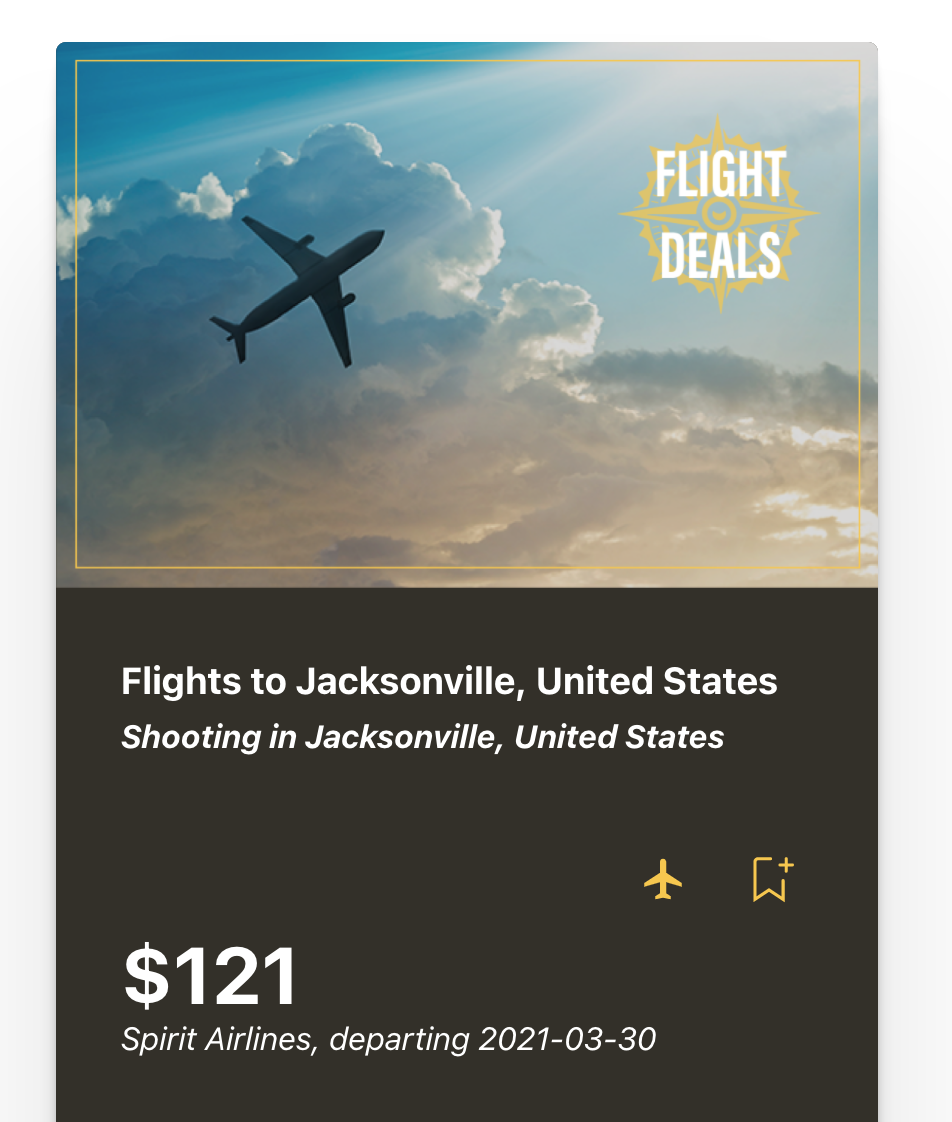 FLIGHT
DEALS
Flights to Jacksonville, United States
Shooting in Jacksonville, United States
$121
Spirit Airlines, departing 2021-03-30